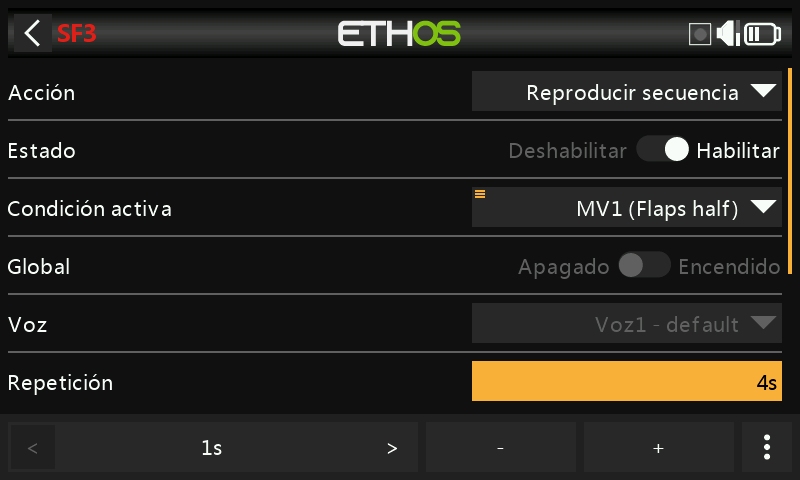 SF3 ETHOS
Acción Reproducir secuencia
Estado Deshabilitar Habilitar
Condición activa MV1 (Flaps half)
Global Apagado Encendido
Voz Voz1 - default
Repetición 4s
< 1s > - +